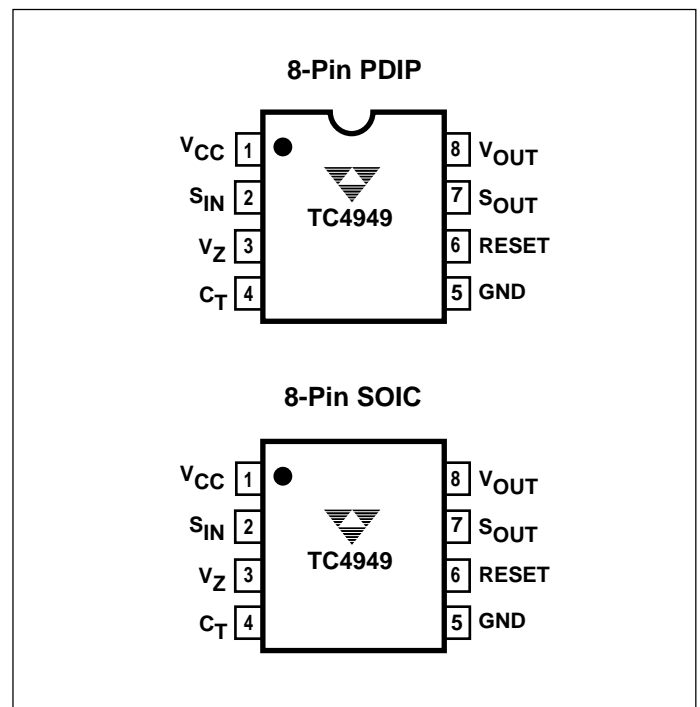 8-Pin PDIP
VCC 1 8 VOUT
SIN 2 7 SOUT
TC4949
VZ 3 6 RESET
CT 4 5 GND
8-Pin SOIC
VCC 1 8 VOUT
SIN 2 7 SOUT
TC4949
VZ 3 6 RESET
CT 4 5 GND